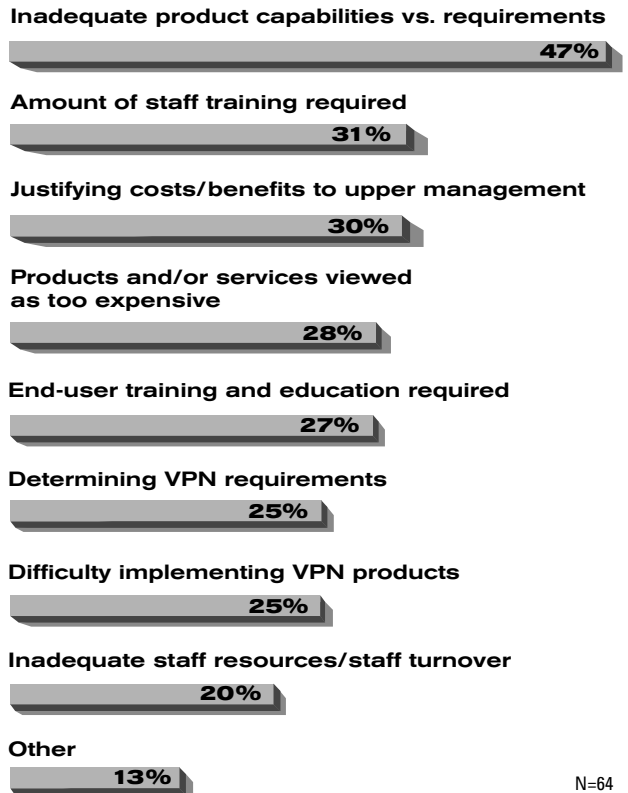 Inadequate product capabilities vs. requirements
47%
Amount of staff training required
31%
Justifying costs/benefits to upper management
30%
Products and/or services viewed
as too expensive
28%
End-user training and education required
27%
Determining VPN requirements
25%
Difficulty implementing VPN products
25%
Inadequate staff resources/staff turnover
20%
Other
13%
N=64